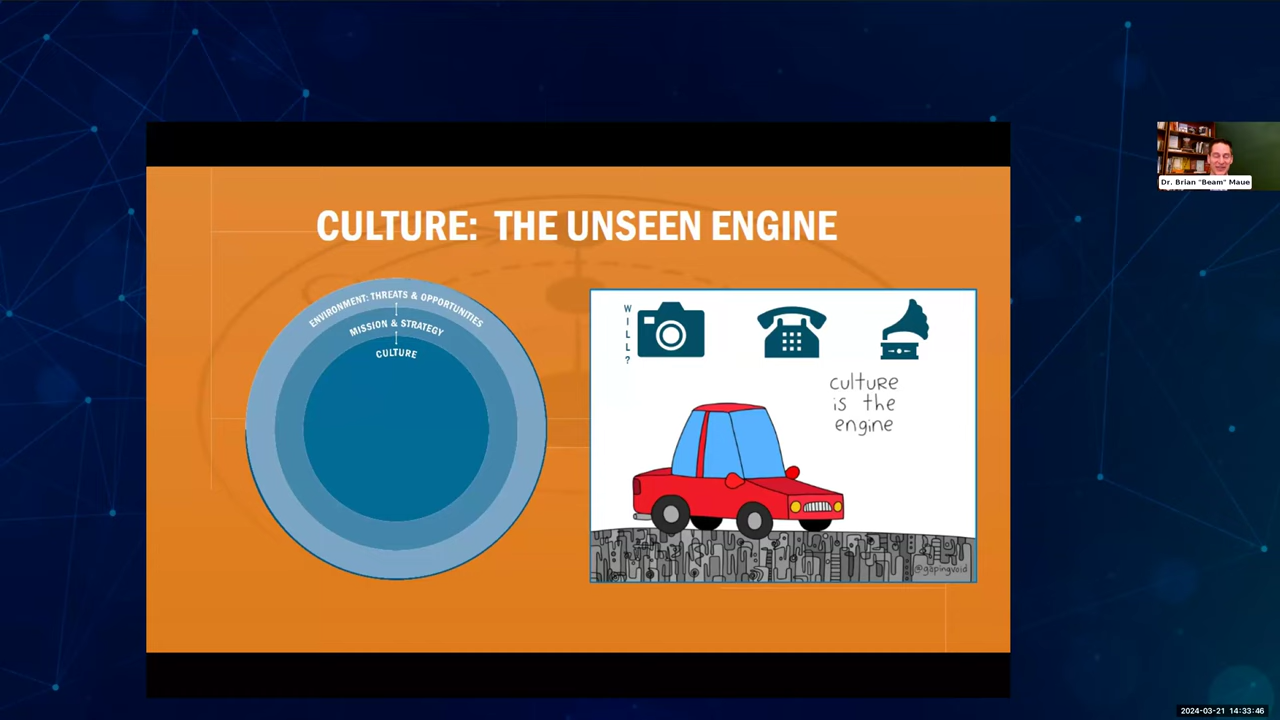 CULTURE: THE UNSEEN ENGINE
ENVIRONMENT: THREATS & OPPORTUNITIES
MISSION & STRATEGY
CULTURE
WILL?
culture
is the
engine
@gapingvoid
Dr. Brian "Beam" Maue
2024-03-21 14:33:46